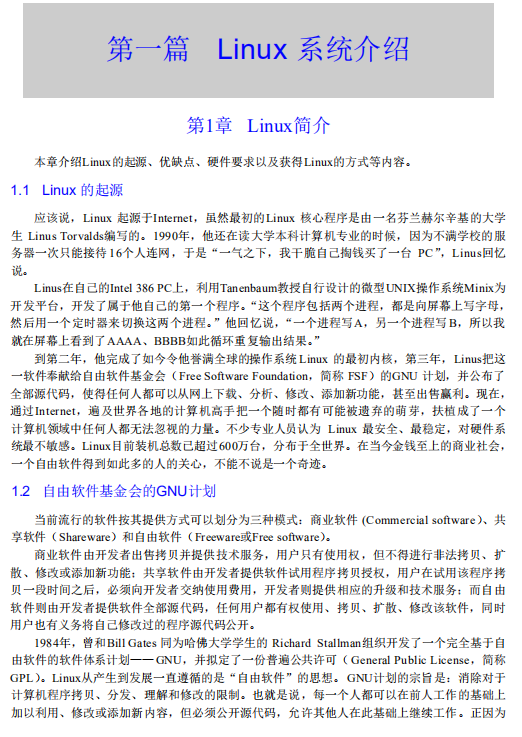 第一篇 Linux 系统介绍
第1章 Linux简介
本章介绍Linux的起源、优缺点、硬件要求以及获得Linux的方式等内容。
1.1 Linux 的起源
应该说，Linux 起源于Internet，虽然最初的Linux 核心程序是由一名芬兰赫尔辛基的大学
生 Linus Torvalds编写的。1990年，他还在读大学本科计算机专业的时候，因为不满学校的服
务器一次只能接待16个人连网，于是“一气之下，我干脆自己掏钱买了一台 PC”，Linus回忆
说。
Linus在自己的Intel 386 PC上，利用Tanenbaum教授自行设计的微型UNIX操作系统Minix为
开发平台，开发了属于他自己的第一个程序。“这个程序包括两个进程，都是向屏幕上写字母，
然后用一个定时器来切换这两个进程。”他回忆说，“一个进程写A，另一个进程写B，所以我
就在屏幕上看到了AAAA、BBBB如此循环重复输出结果。”
到第二年，他完成了如今令他誉满全球的操作系统 Linux 的最初内核，第三年，Linus把这
一软件奉献给自由软件基金会（Free Software Foundation，简称 FSF）的GNU 计划，并公布了
全部源代码，使得任何人都可以从网上下载、分析、修改、添加新功能，甚至出售赢利。现在，
通过Internet，遍及世界各地的计算机高手把一个随时都有可能被遗弃的萌芽，扶植成了一个
计算机领域中任何人都无法忽视的力量。不少专业人员认为 Linux 最安全、最稳定，对硬件系
统最不敏感。Linux目前装机总数已超过600万台，分布于全世界。在当今金钱至上的商业社会，
一个自由软件得到如此多的人的关心，不能不说是一个奇迹。
1.2 自由软件基金会的GNU计划
当前流行的软件按其提供方式可以划分为三种模式：商业软件 (Commercial software)、共
享软件（Shareware）和自由软件（Freeware或Free software）。
商业软件由开发者出售拷贝并提供技术服务，用户只有使用权，但不得进行非法拷贝、扩
散、修改或添加新功能；共享软件由开发者提供软件试用程序拷贝授权，用户在试用该程序拷
贝一段时间之后，必须向开发者交纳使用费用，开发者则提供相应的升级和技术服务；而自由
软件则由开发者提供软件全部源代码，任何用户都有权使用、拷贝、扩散、修改该软件，同时
用户也有义务将自己修改过的程序源代码公开。
1984年，曾和Bill Gates 同为哈佛大学学生的 Richard Stallman组织开发了一个完全基于自
由软件的软件体系计划——GNU，并拟定了一份普遍公共许可（General Public License，简称
GPL）。Linux从产生到发展一直遵循的是“自由软件”的思想。GNU计划的宗旨是：消除对于
计算机程序拷贝、分发、理解和修改的限制。也就是说，每一个人都可以在前人工作的基础上
加以利用、修改或添加新内容，但必须公开源代码，允许其他人在此基础上继续工作。正因为